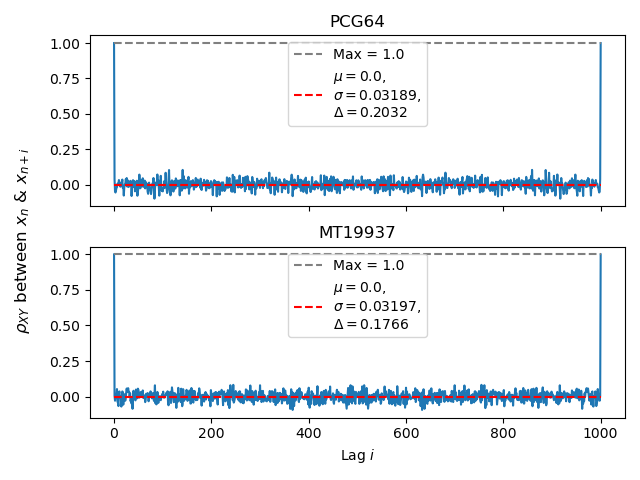 PCG64
1.00
0.75
0.50
0.25
0.00
Max = 1.0
μ = 0.0,
σ = 0.03189,
Δ = 0.2032
ρXY between xn & xn+i
MT19937
1.00
0.75
0.50
0.25
0.00
Max = 1.0
μ = 0.0,
σ = 0.03197,
Δ = 0.1766
0 200 400 600 800 1000
Lag i